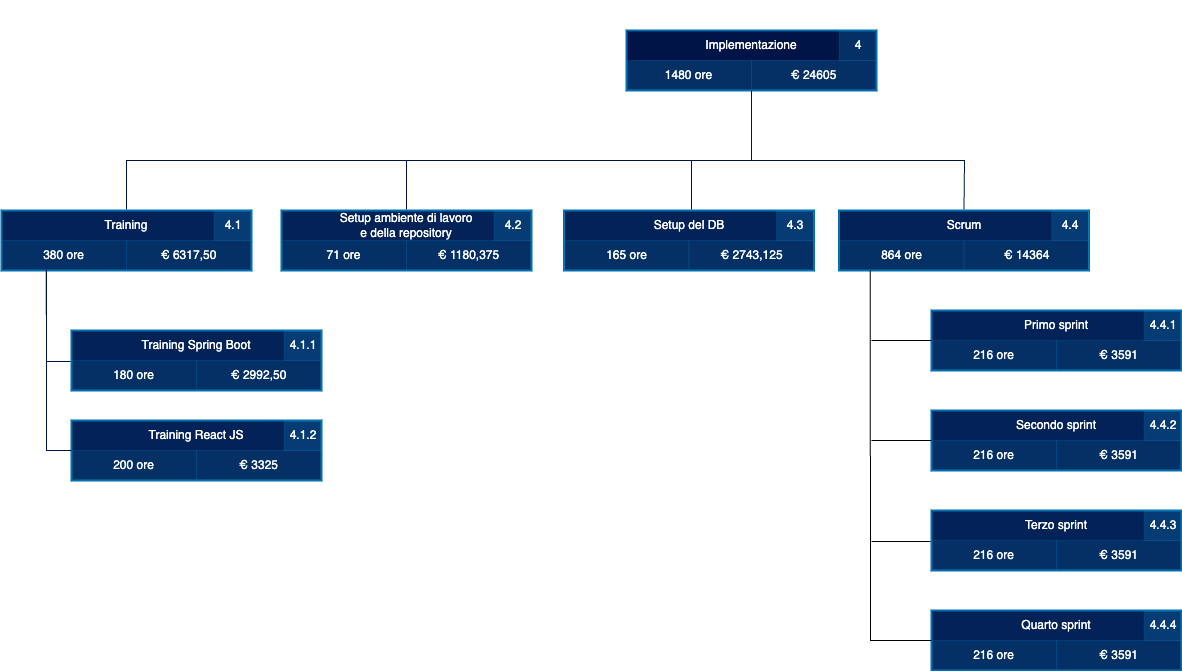 Implementazione 4
1480 ore € 24605
Training 4.1
380 ore € 6317,50
Setup ambiente di lavoro
e della repository 4.2
71 ore € 1180,375
Setup del DB 4.3
165 ore € 2743,125
Scrum 4.4
864 ore € 14364
Training Spring Boot 4.1.1
180 ore € 2992,50
Training React JS 4.1.2
200 ore € 3325
Primo sprint 4.4.1
216 ore € 3591
Secondo sprint 4.4.2
216 ore € 3591
Terzo sprint 4.4.3
216 ore € 3591
Quarto sprint 4.4.4
216 ore € 3591